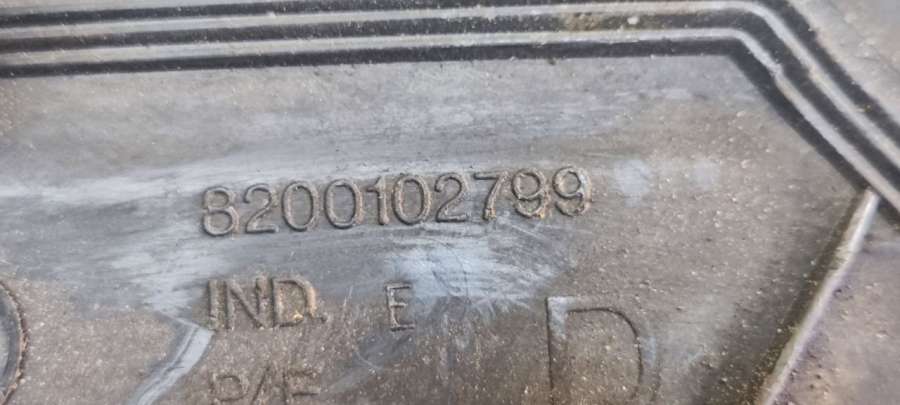 8200102799
IND. E
D
P/E